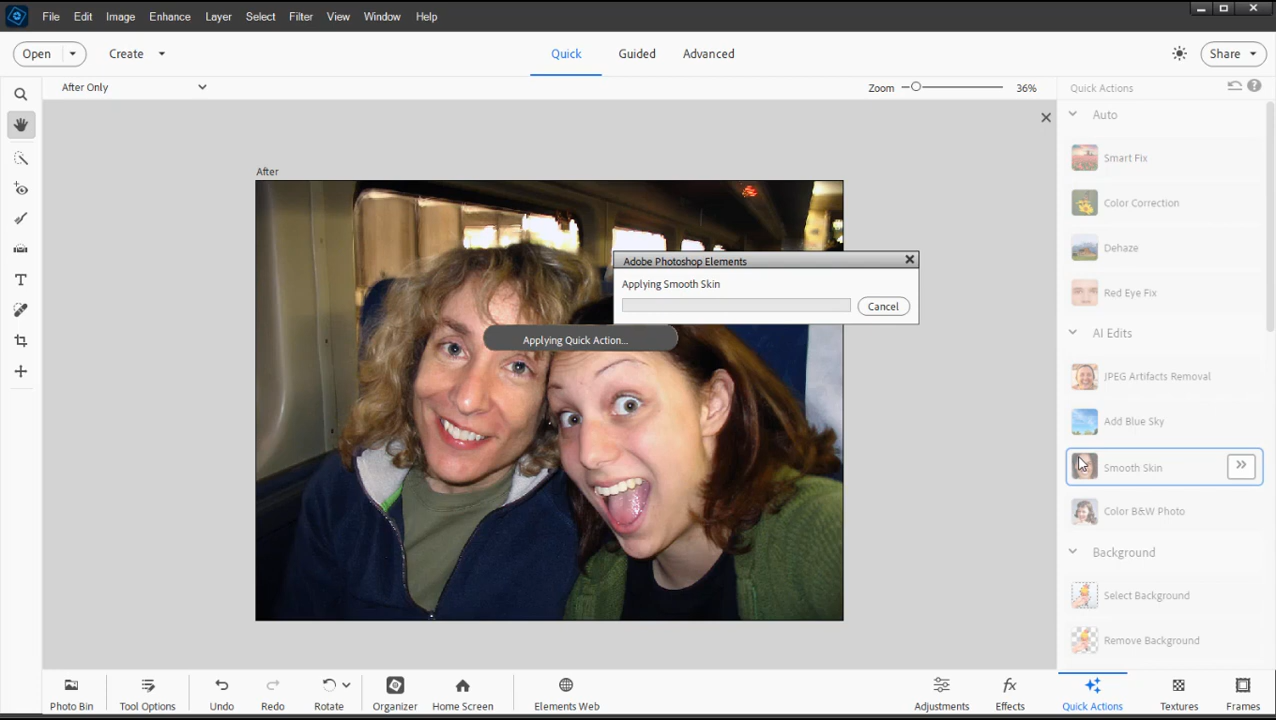 File Edit Image Enhance Layer Select Filter View Window Help
Open Create Quick Guided Advanced Share
After Only Zoom 36% Quick Actions
Auto
After
Smart Fix
Color Correction
Dehaze
Adobe Photoshop Elements
Applying Smooth Skin
Red Eye Fix
Cancel
AI Edits
Applying Quick Action...
JPEG Artifacts Removal
Add Blue Sky
Smooth Skin
Color B&W Photo
Background
Select Background
Remove Background
Photo Bin Tool Options Undo Redo Rotate Organizer Home Screen Elements Web Adjustments Effects Quick Actions Textures Frames